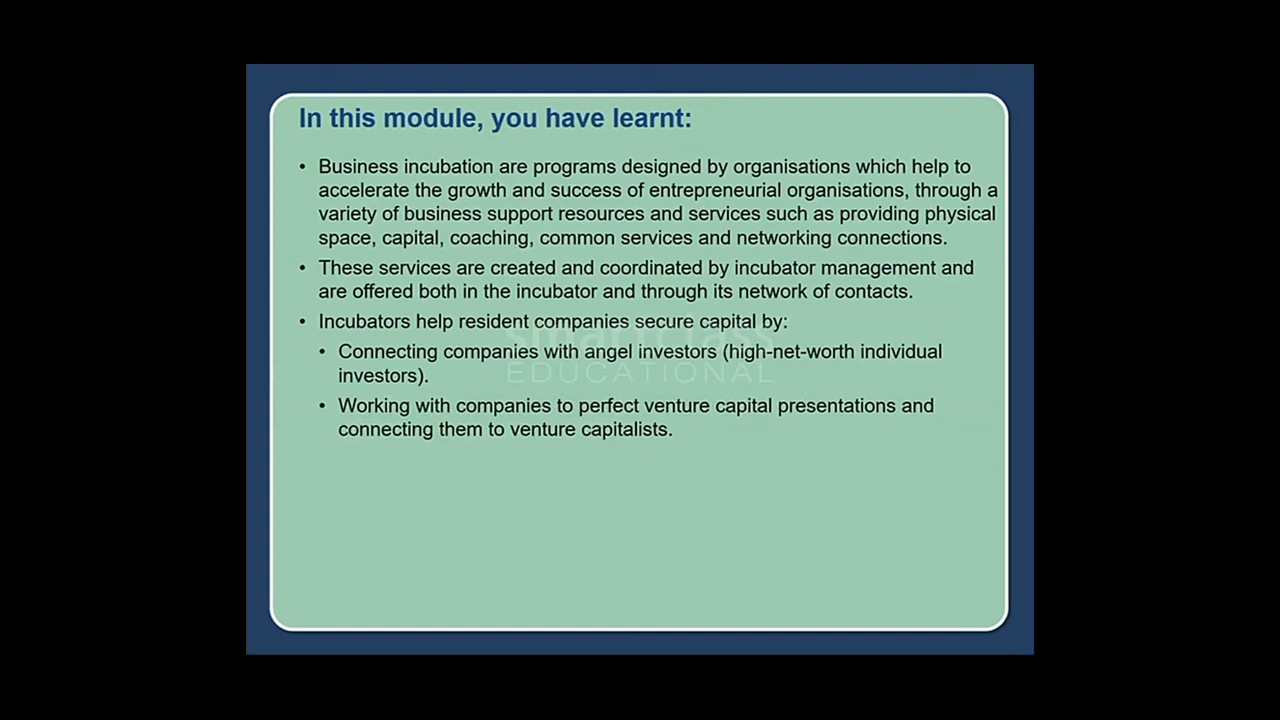 In this module, you have learnt:
• Business incubation are programs designed by organisations which help to
accelerate the growth and success of entrepreneurial organisations, through a
variety of business support resources and services such as providing physical
space, capital, coaching, common services and networking connections.
• These services are created and coordinated by incubator management and
are offered both in the incubator and through its network of contacts.
• Incubators help resident companies secure capital by:
smart class
EDUCATIONAL
• Connecting companies with angel investors (high-net-worth individual
investors).
• Working with companies to perfect venture capital presentations and
connecting them to venture capitalists.